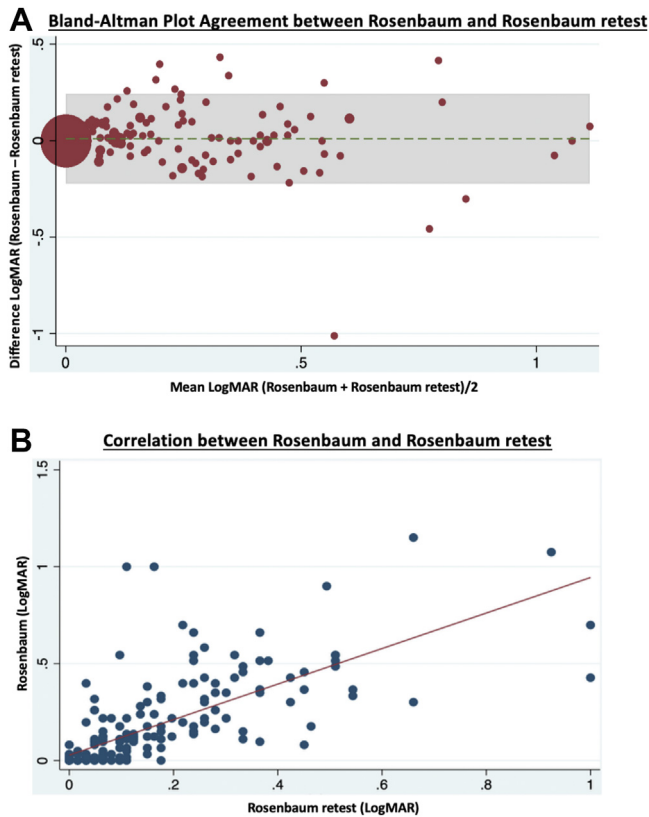 A
Bland-Altman Plot Agreement between Rosenbaum and Rosenbaum retest
Difference LogMAR (Rosenbaum – Rosenbaum retest)
.5
0
-.5
-1
0 .5 1
Mean LogMAR (Rosenbaum + Rosenbaum retest)/2
B
Correlation between Rosenbaum and Rosenbaum retest
Rosenbaum (LogMAR)
1.5
1
.5
0
0 .2 .4 .6 .8 1
Rosenbaum retest (LogMAR)